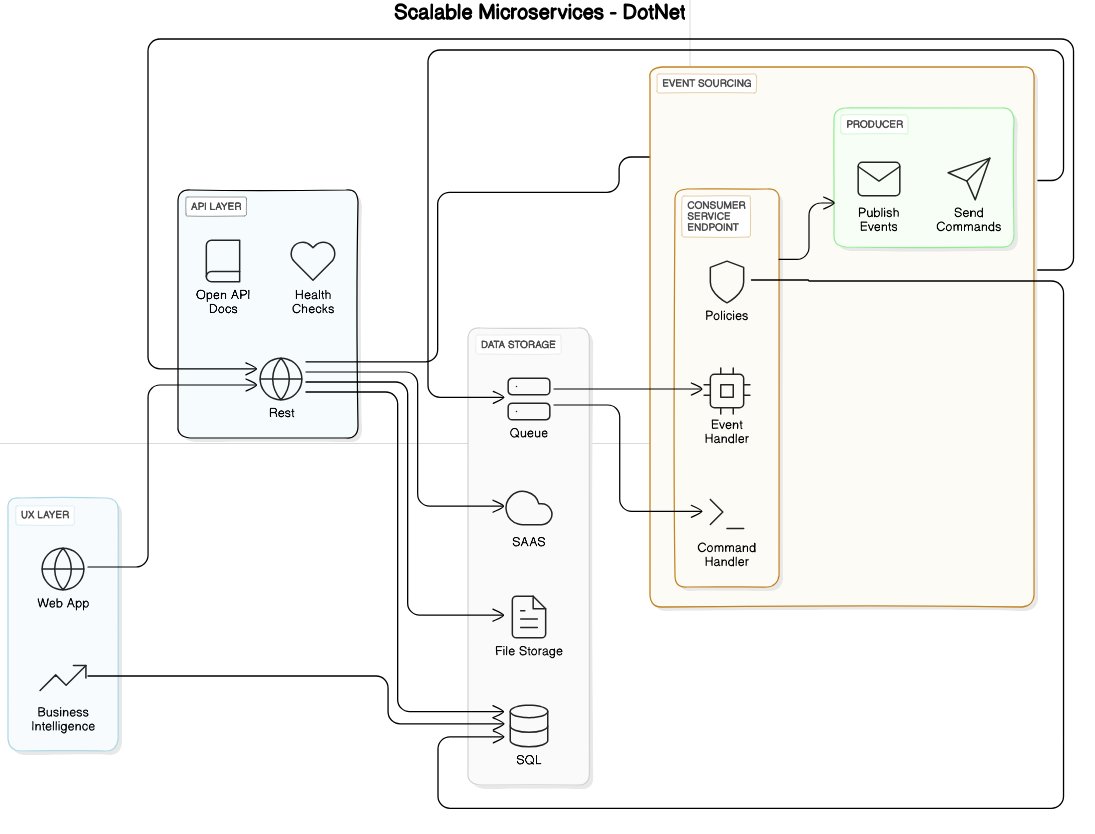 Scalable Microservices - DotNet
EVENT SOURCING
PRODUCER
Publish
Events
Send
Commands
CONSUMER
SERVICE
ENDPOINT
Policies
Event
Handler
Command
Handler
API LAYER
Open API
Docs
Health
Checks
Rest
DATA STORAGE
Queue
SAAS
File Storage
SQL
UX LAYER
Web App
Business
Intelligence